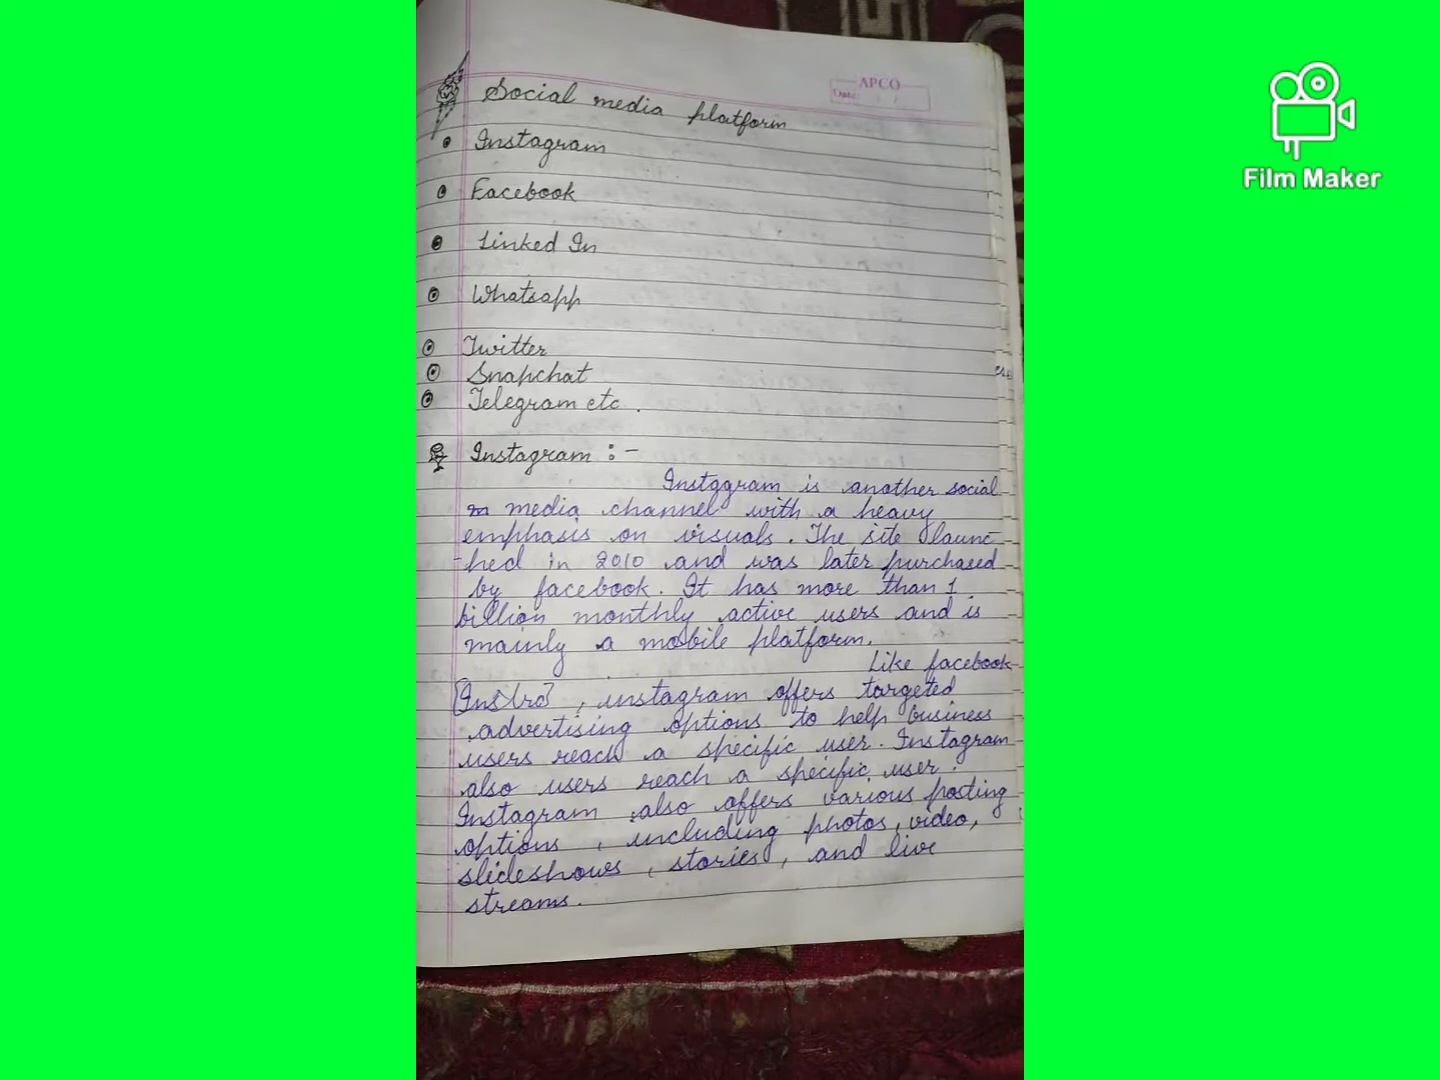 APCO
Date:
Social media platform
Instagram
Facebook
Linked In
Whatsapp
Twitter
Snapchat
Telegram etc.
Instagram :-
Instagram is another social
media channel with a heavy
emphasis on visuals. The site launc-
-hed in 2010 and was later purchased
by facebook. It has more than 1
billion monthly active users and is
mainly a mobile platform.
Like facebook
, instagram offers targeted
advertising options to help business
users reach a specific user. Instagram
also users reach a specific user.
Instagram also offers various posting
options, including photos, video,
slideshows, stories, and live
streams.
Film Maker